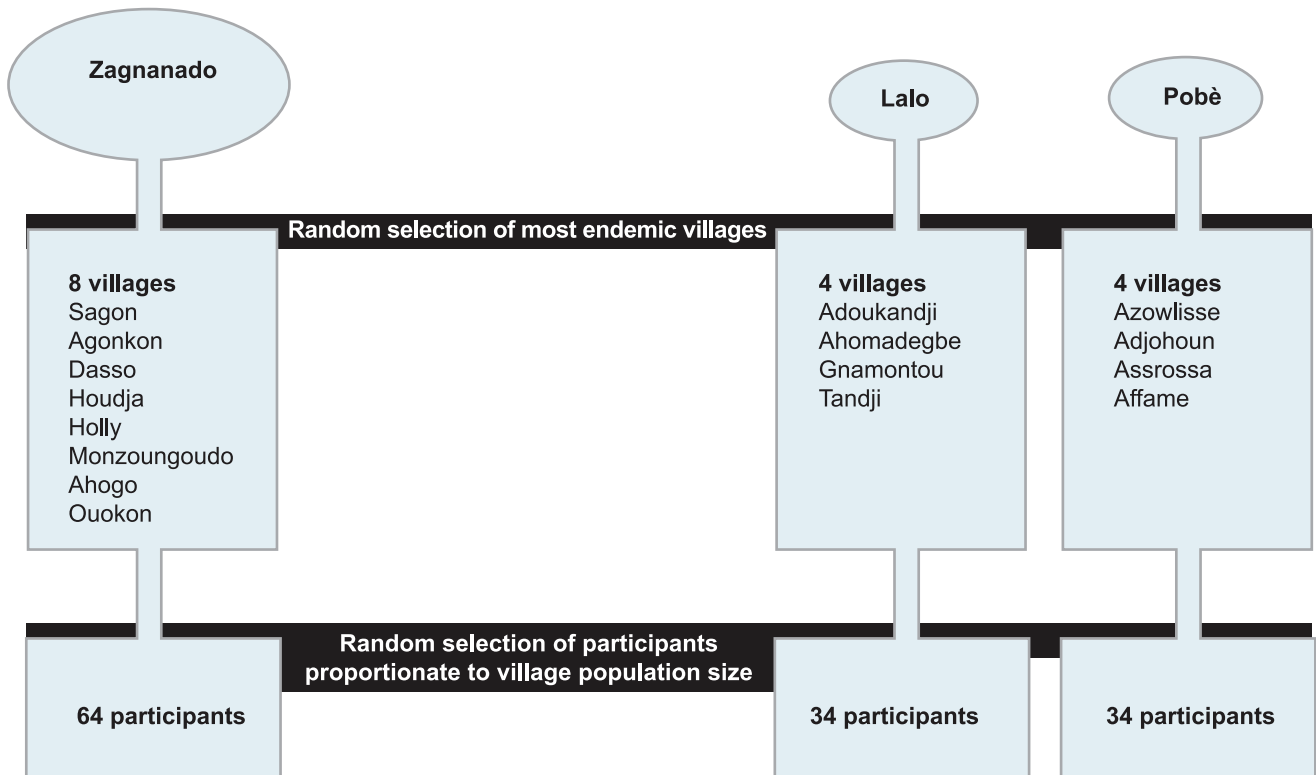 Zagnanado
Lalo
Pobè
Random selection of most endemic villages
8 villages
Sagon
Agonkon
Dasso
Houdja
Holly
Monzoungoudo
Ahogo
Ouokon
4 villages
Adoukandji
Ahomadegbe
Gnamontou
Tandji
4 villages
Azowlisse
Adjohoun
Assrossa
Affame
Random selection of participants
proportionate to village population size
64 participants
34 participants
34 participants